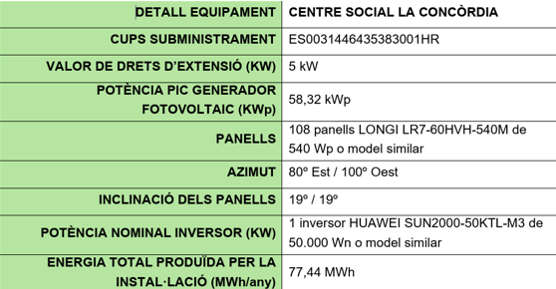 DETALL EQUIPAMENT CENTRE SOCIAL LA CONCÒRDIA
CUPS SUBMINISTRAMENT ES0031446435383001HR
VALOR DE DRETS D'EXTENSIÓ (KW) 5 kW
POTÈNCIA PIC GENERADOR
FOTOVOLTAIC (KWp) 58,32 kWp
PANELLS 108 panells LONGI LR7-60HVH-540M de
540 Wp o model similar
AZIMUT 80º Est / 100º Oest
INCLINACIÓ DELS PANELLS 19º / 19º
POTÈNCIA NOMINAL INVERSOR (KW) 1 inversor HUAWEI SUN2000-50KTL-M3 de
50.000 Wn o model similar
ENERGIA TOTAL PRODUÏDA PER LA
INSTAL·LACIÓ (MWh/any) 77,44 MWh